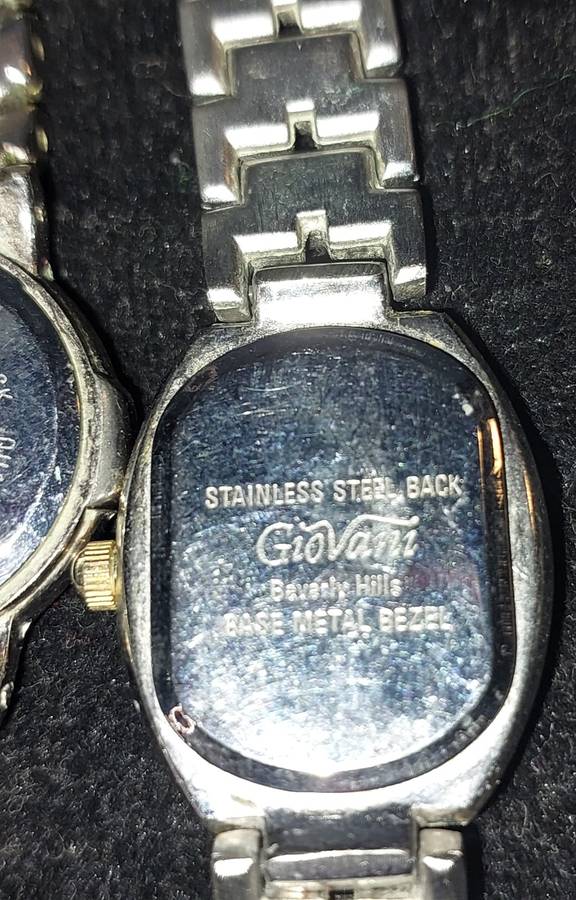 STAINLESS STEEL BACK
Giovani
Beverly Hills
BASE METAL BEZEL